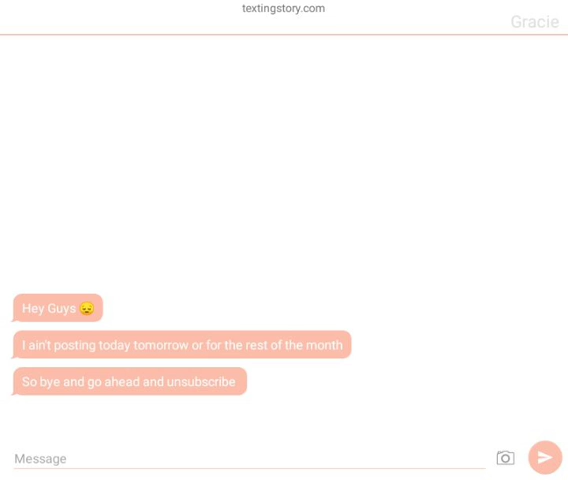 textingstory.com
Gracie
Hey Guys 😞
I ain't posting today tomorrow or for the rest of the month
So bye and go ahead and unsubscribe
Message